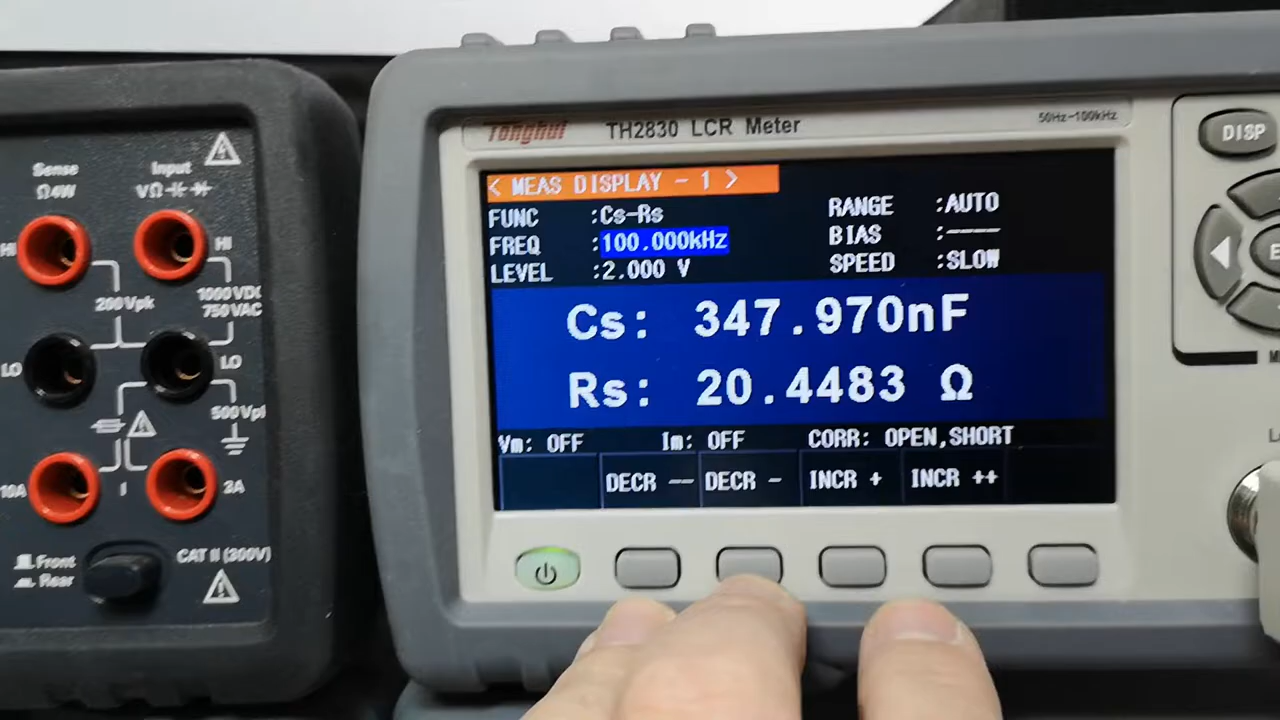 Tonghui TH2830 LCR Meter 50Hz-100kHz
DISP
< MEAS DISPLAY - 1 >
FUNC :Cs-Rs RANGE :AUTO
FREQ :100.000kHz BIAS :----
LEVEL :2.000 V SPEED :SLOW
Cs: 347.970nF
Rs: 20.4483 Ω
Vm: OFF Im: OFF CORR: OPEN,SHORT
DECR -- DECR - INCR + INCR ++
Sense Input
Ω4W VΩ
HI HI
200Vpk 1000VDC
750VAC
LO LO
500Vpk
10A 3A
Front CAT II (300V)
Rear